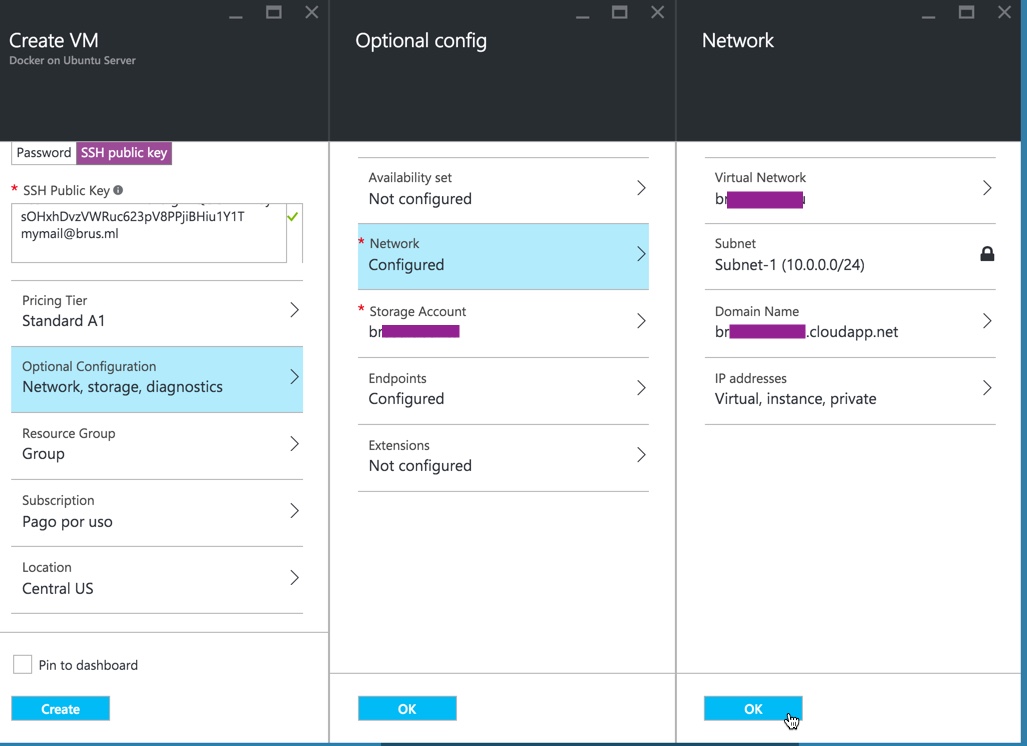 Create VM
Docker on Ubuntu Server
Password SSH public key
* SSH Public Key
sOHxhDvzVWRuc623pV8PPjiBHiu1Y1T
mymail@brus.ml
Pricing Tier
Standard A1
Optional Configuration
Network, storage, diagnostics
Resource Group
Group
Subscription
Pago por uso
Location
Central US
Pin to dashboard
Create
Optional config
Availability set
Not configured
* Network
Configured
* Storage Account
br
Endpoints
Configured
Extensions
Not configured
OK
Network
Virtual Network
br
Subnet
Subnet-1 (10.0.0.0/24)
Domain Name
br .cloudapp.net
IP addresses
Virtual, instance, private
OK